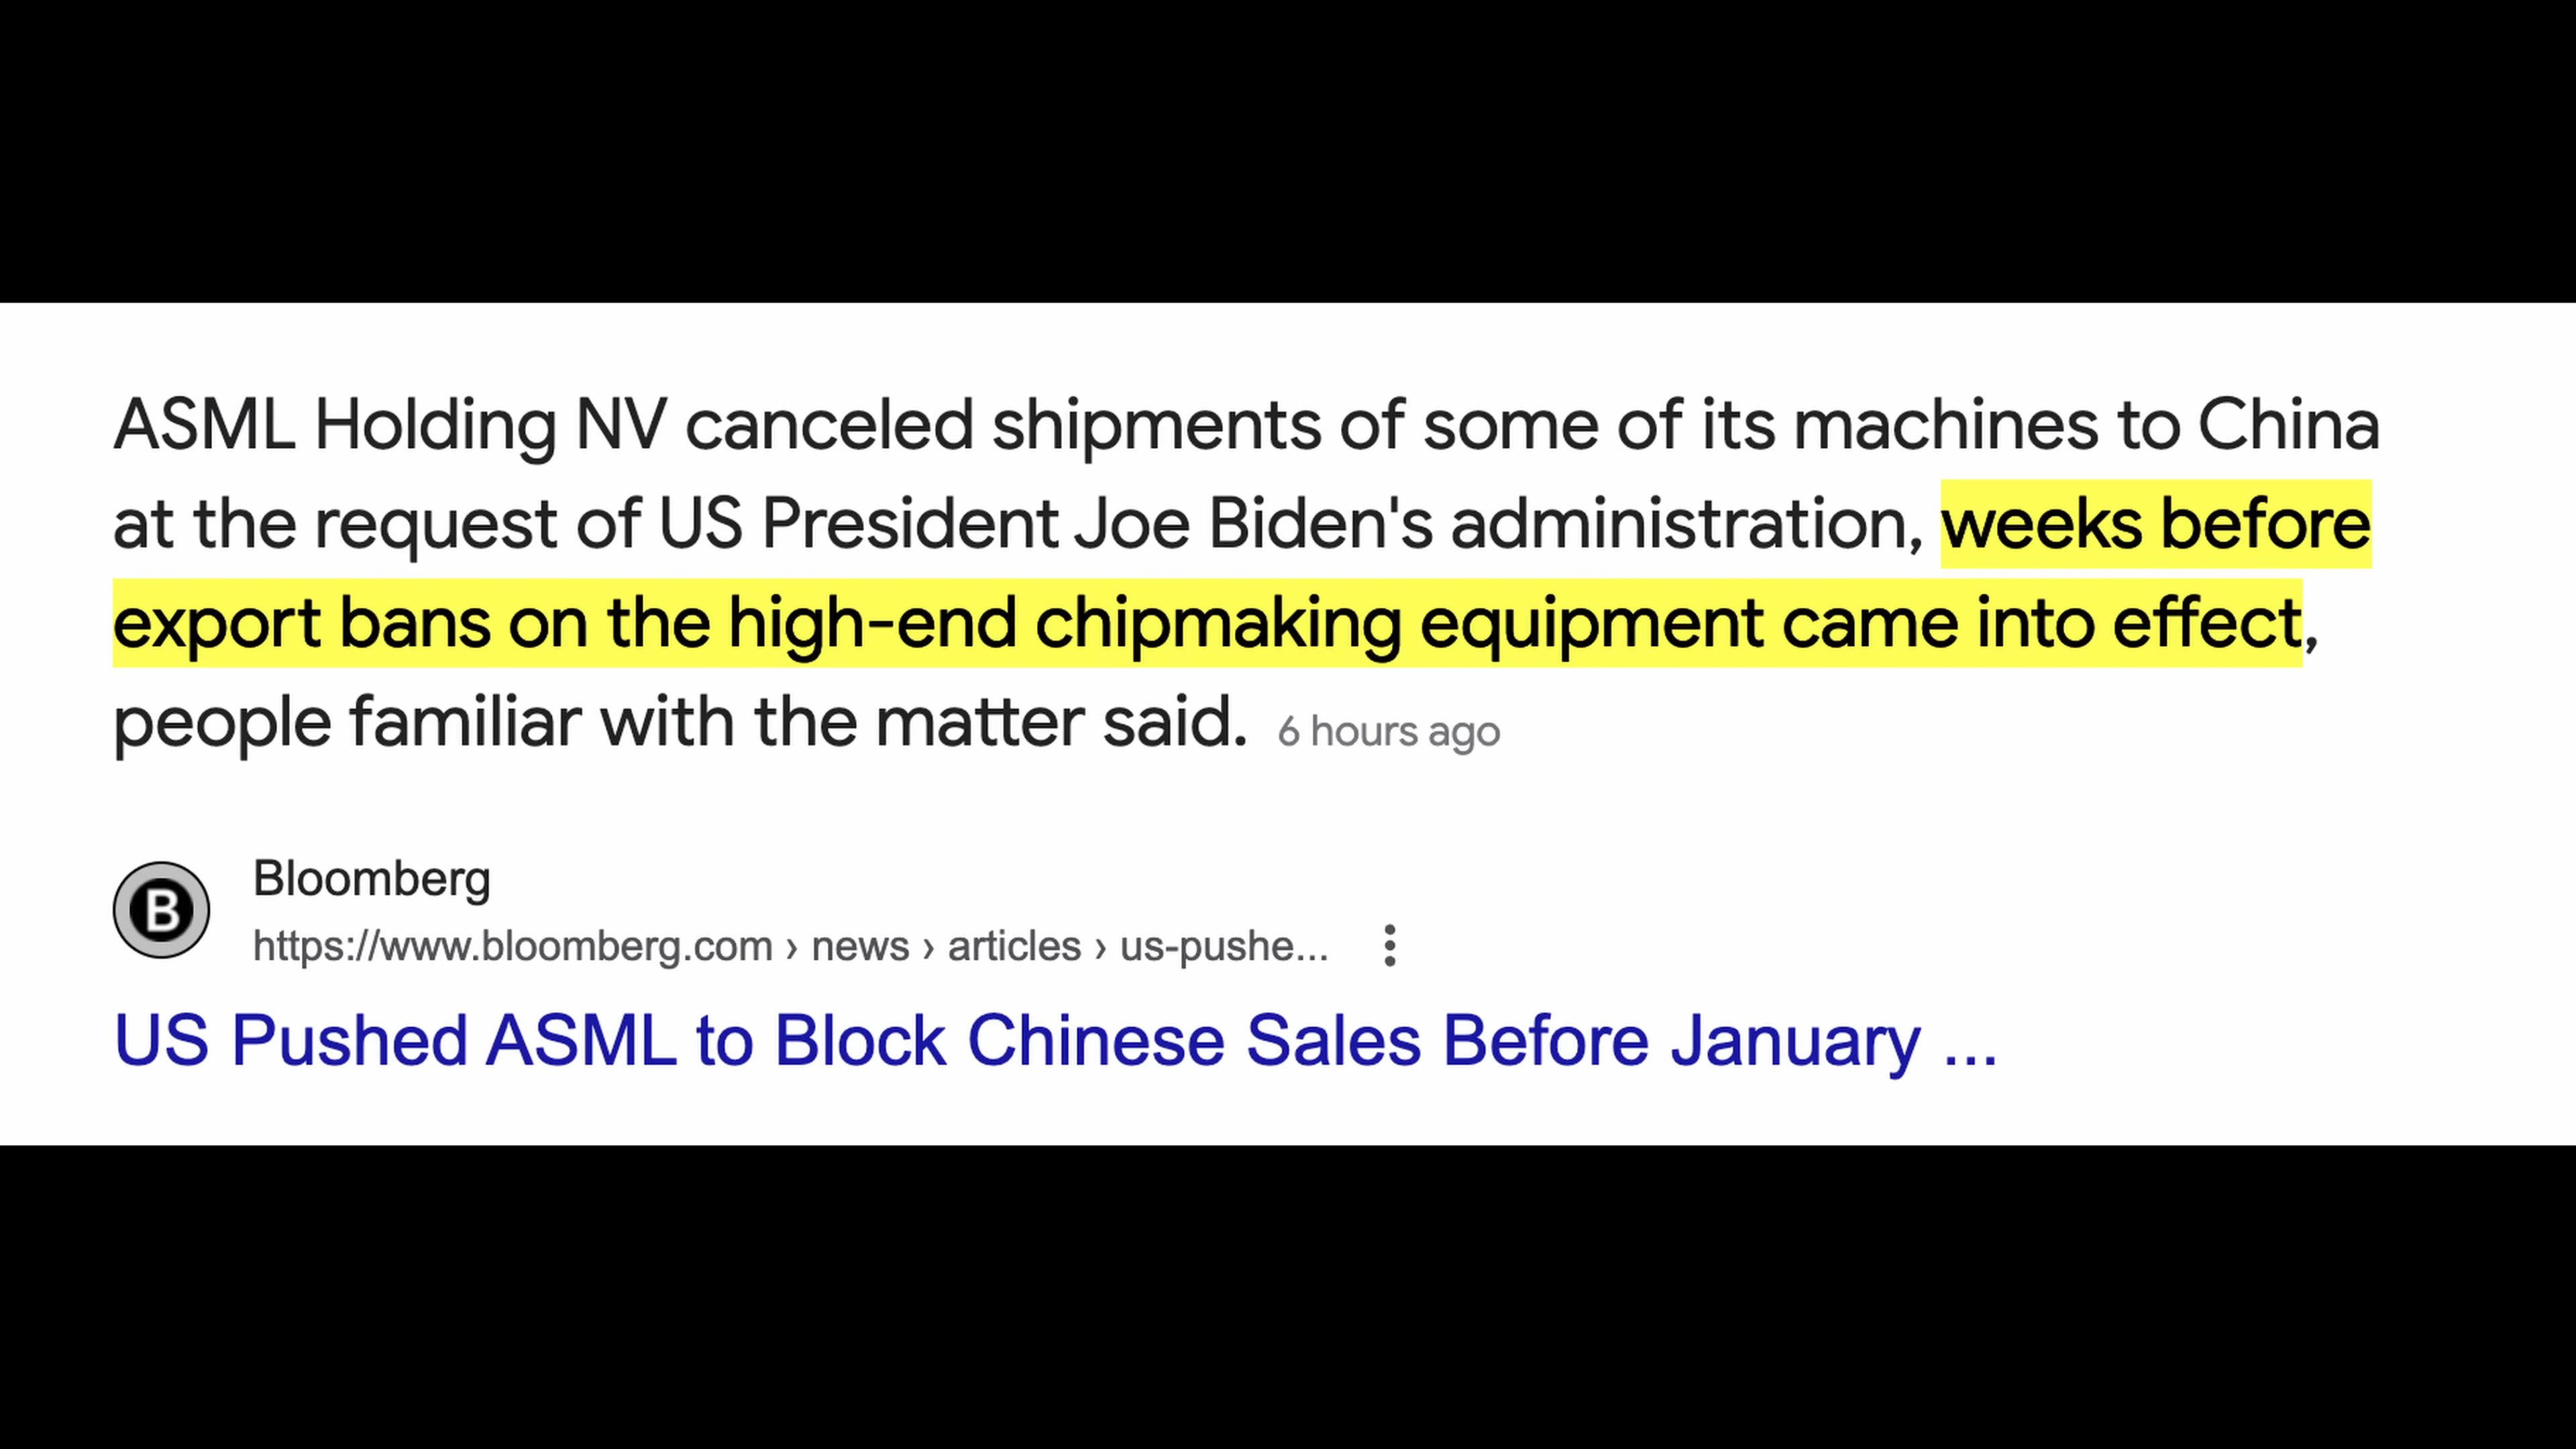 ASML Holding NV canceled shipments of some of its machines to China
at the request of US President Joe Biden's administration, weeks before
export bans on the high-end chipmaking equipment came into effect,
people familiar with the matter said. 6 hours ago
B
Bloomberg
https://www.bloomberg.com › news › articles › us-pushe...
US Pushed ASML to Block Chinese Sales Before January ...